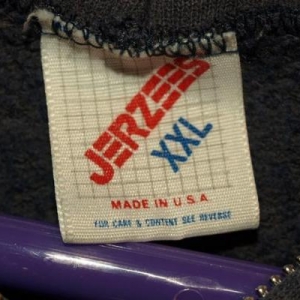 JERZEES
XXL
MADE IN U.S.A.
FOR CARE & CONTENT SEE REVERSE